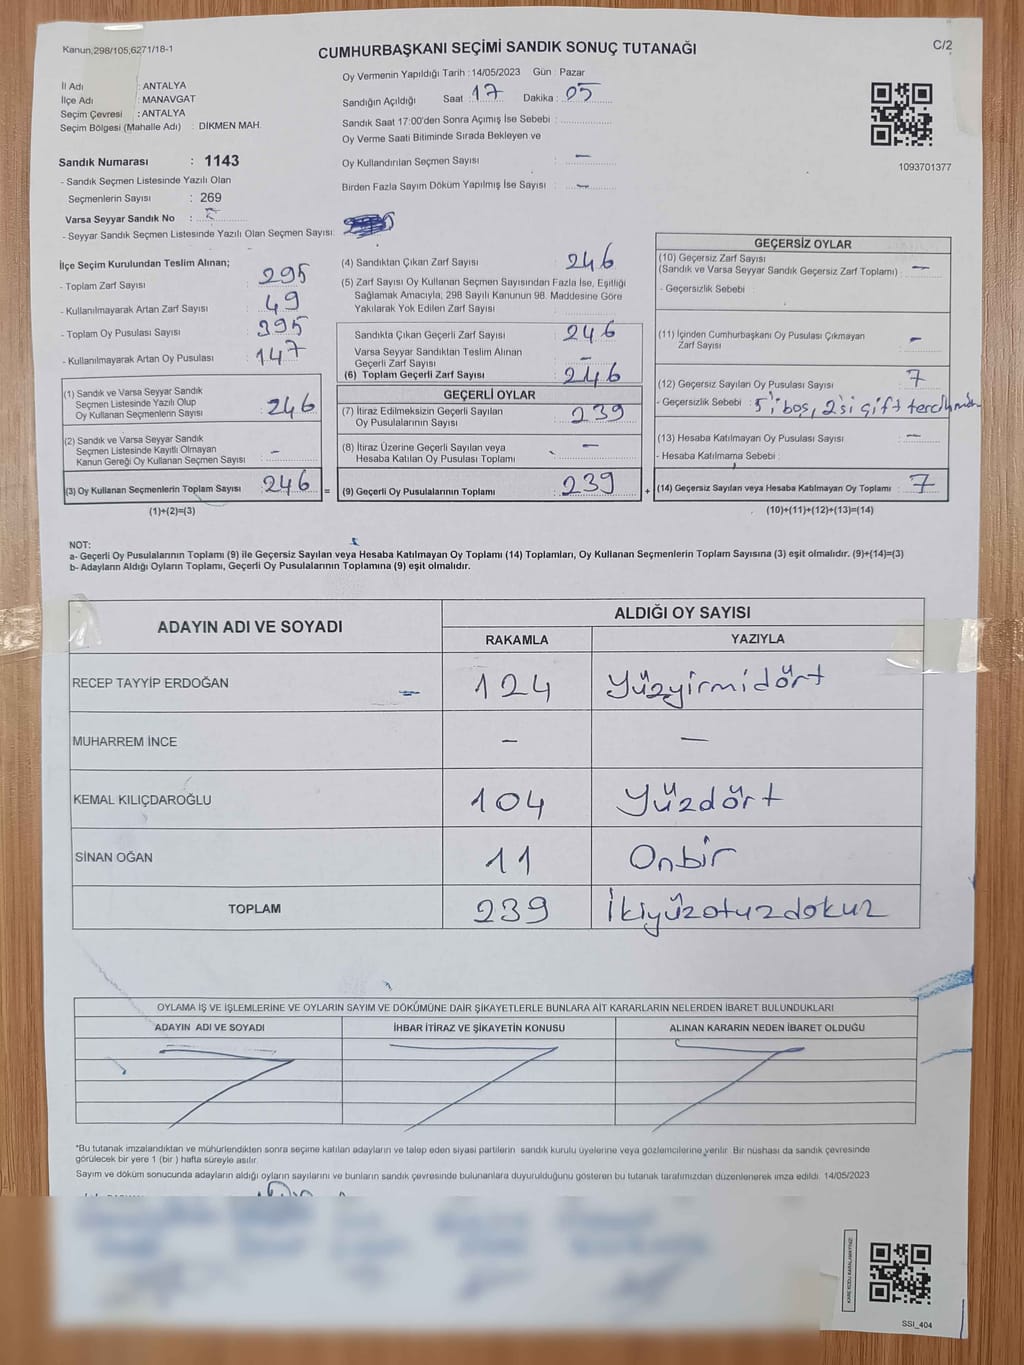 Kanun,298/105,6271/18-1
CUMHURBAŞKANI SEÇİMİ SANDIK SONUÇ TUTANAĞI
C/2
İl Adı : ANTALYA
İlçe Adı : MANAVGAT
Seçim Çevresi : ANTALYA
Seçim Bölgesi (Mahalle Adı) : DİKMEN MAH.
Sandık Numarası : 1143
- Sandık Seçmen Listesinde Yazılı Olan
Seçmenlerin Sayısı : 269
Varsa Seyyar Sandık No :
- Seyyar Sandık Seçmen Listesinde Yazılı Olan Seçmen Sayısı:
Oy Vermenin Yapıldığı Tarih : 14/05/2023 Gün : Pazar
Sandığın Açıldığı Saat 17 Dakika : 05
Sandık Saat 17:00'den Sonra Açımış İse Sebebi :
Oy Verme Saati Bitiminde Sırada Bekleyen ve
Oy Kullandırılan Seçmen Sayısı : —
Birden Fazla Sayım Döküm Yapılmış İse Sayısı : —
1093701377
İlçe Seçim Kurulundan Teslim Alınan;
- Toplam Zarf Sayısı : 295
- Kullanılmayarak Artan Zarf Sayısı : 49
- Toplam Oy Pusulası Sayısı : 395
- Kullanılmayarak Artan Oy Pusulası : 147
(1) Sandık ve Varsa Seyyar Sandık
Seçmen Listesinde Yazılı Olup
Oy Kullanan Seçmenlerin Sayısı : 246
(2) Sandık ve Varsa Seyyar Sandık
Seçmen Listesinde Kayıtlı Olmayan
Kanun Gereği Oy Kullanan Seçmen Sayısı : -
(3) Oy Kullanan Seçmenlerin Toplam Sayısı : 246 =
(1)+(2)=(3)
(4) Sandıktan Çıkan Zarf Sayısı : 246
(5) Zarf Sayısı Oy Kullanan Seçmen Sayısından Fazla İse, Eşitliği
Sağlamak Amacıyla; 298 Sayılı Kanunun 98. Maddesine Göre
Yakılarak Yok Edilen Zarf Sayısı :
Sandıkta Çıkan Geçerli Zarf Sayısı : 246
Varsa Seyyar Sandıktan Teslim Alınan
Geçerli Zarf Sayısı : —
(6) Toplam Geçerli Zarf Sayısı : 246
GEÇERLİ OYLAR
(7) İtiraz Edilmeksizin Geçerli Sayılan
Oy Pusulalarının Sayısı : 239
(8) İtiraz Üzerine Geçerli Sayılan veya
Hesaba Katılan Oy Pusulası Toplamı : —
(9) Geçerli Oy Pusulalarının Toplamı : 239 +
GEÇERSİZ OYLAR
(10) Geçersiz Zarf Sayısı
(Sandık ve Varsa Seyyar Sandık Geçersiz Zarf Toplamı) : —
- Geçersizlik Sebebi :
(11) İçinden Cumhurbaşkanı Oy Pusulası Çıkmayan
Zarf Sayısı : -
(12) Geçersiz Sayılan Oy Pusulası Sayısı : 7
- Geçersizlik Sebebi : 5'i boş, 2'si çift
(13) Hesaba Katılmayan Oy Pusulası Sayısı : —
- Hesaba Katılmama Sebebi :
(14) Geçersiz Sayılan veya Hesaba Katılmayan Oy Toplamı : 7
(10)+(11)+(12)+(13)=(14)
NOT:
a- Geçerli Oy Pusulalarının Toplamı (9) ile Geçersiz Sayılan veya Hesaba Katılmayan Oy Toplamı (14) Toplamları, Oy Kullanan Seçmenlerin Toplam Sayısına (3) eşit olmalıdır. (9)+(14)=(3)
b- Adayların Aldığı Oyların Toplamı, Geçerli Oy Pusulalarının Toplamına (9) eşit olmalıdır.
ADAYIN ADI VE SOYADI ALDIĞI OY SAYISI
RAKAMLA YAZIYLA
RECEP TAYYİP ERDOĞAN 124 Yüzyirmidört
MUHARREM İNCE — —
KEMAL KILIÇDAROĞLU 104 Yüzdört
SİNAN OĞAN 11 Onbir
TOPLAM 239 İkiyüzotuzdokuz
OYLAMA İŞ VE İŞLEMLERİNE VE OYLARIN SAYIM VE DÖKÜMÜNE DAİR ŞİKAYETLERLE BUNLARA AİT KARARLARIN NELERDEN İBARET BULUNDUKLARI
ADAYIN ADI VE SOYADI İHBAR İTİRAZ VE ŞİKAYETİN KONUSU ALINAN KARARIN NEDEN İBARET OLDUĞU
*Bu tutanak imzalandıktan ve mühürlendikten sonra seçime katılan adayların ve talep eden siyasi partilerin sandık kurulu üyelerine veya gözlemcilerine verilir. Bir nüshası da sandık çevresinde
görülecek bir yere 1 (bir) hafta süreyle asılır.
Sayım ve döküm sonucunda adayların aldığı oyların sayılarını ve bunların sandık çevresinde bulunanlara duyurulduğunu gösteren bu tutanak tarafımızdan düzenlenerek imza edildi. 14/05/2023
KARE KODU KARALAMAYINIZ!
SSI_404